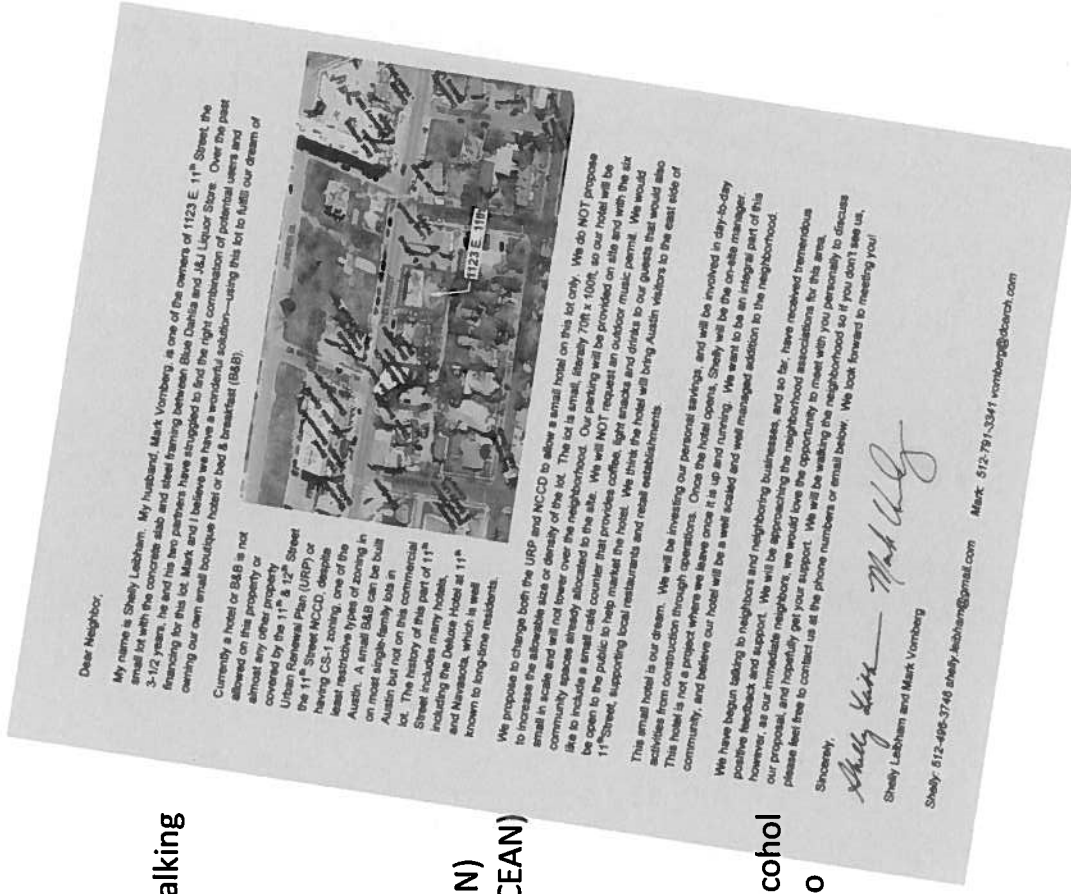 alking
N)
CEAN)
cohol
o
Dear Neighbor,
My name is Shelly Leibham. My husband, Mark Vornberg, is one of the owners of 1123 E. 11th Street, the
small lot with the concrete slab and steel framing between Blue Dahlia and J&J Liquor Store. Over the past
3-1/2 years, he and his two partners have struggled to find the right combination of potential users and
financing for this lot. Mark and I believe we have a wonderful solution—using this lot to fulfill our dream of
owning our own small boutique hotel or bed & breakfast (B&B).
Currently a hotel or B&B is not
allowed on this property or
almost any other property
covered by the 11th & 12th Street
Urban Renewal Plan (URP) or
the 11th Street NCCD, despite
having CS-1 zoning, one of the
least restrictive types of zoning in
Austin. A small B&B can be built
on most single-family lots in
Austin but not on this commercial
lot. The history of this part of 11th
Street includes many hotels,
including the Deluxe Hotel at 11th
and Navasota, which is well
known to long-time residents.
1123 E. 11th
We propose to change both the URP and NCCD to allow a small hotel on this lot only. We do NOT propose
to increase the allowable size or density of the lot. The lot is small, literally 70ft x 100ft, so our hotel will be
small in scale and will not tower over the neighborhood. Our parking will be provided on site and with the six
community spaces already allocated to the site. We will NOT request an outdoor music permit. We would
like to include a small café counter that provides coffee, light snacks and drinks to our guests that would also
be open to the public to help market the hotel. We think the hotel will bring Austin visitors to the east side of
11th Street, supporting local restaurants and retail establishments.
This small hotel is our dream. We will be investing our personal savings, and will be involved in day-to-day
activities from construction through operations. Once the hotel opens, Shelly will be the on-site manager.
This hotel is not a project where we leave once it is up and running. We want to be an integral part of this
community, and believe our hotel will be a well scaled and well managed addition to the neighborhood.
We have begun talking to neighbors and neighboring businesses, and so far, have received tremendous
positive feedback and support. We will be approaching the neighborhood associations for this area,
however, as our immediate neighbors, we would love the opportunity to meet with you personally to discuss
our proposal, and hopefully get your support. We will be walking the neighborhood so if you don't see us,
please feel free to contact us at the phone numbers or email below. We look forward to meeting you!
Sincerely,
Shelly Leibham and Mark Vornberg
Shelly: 512-496-3746 shelly.leibham@gmail.com Mark: 512-791-3341 vornberg@dcarch.com